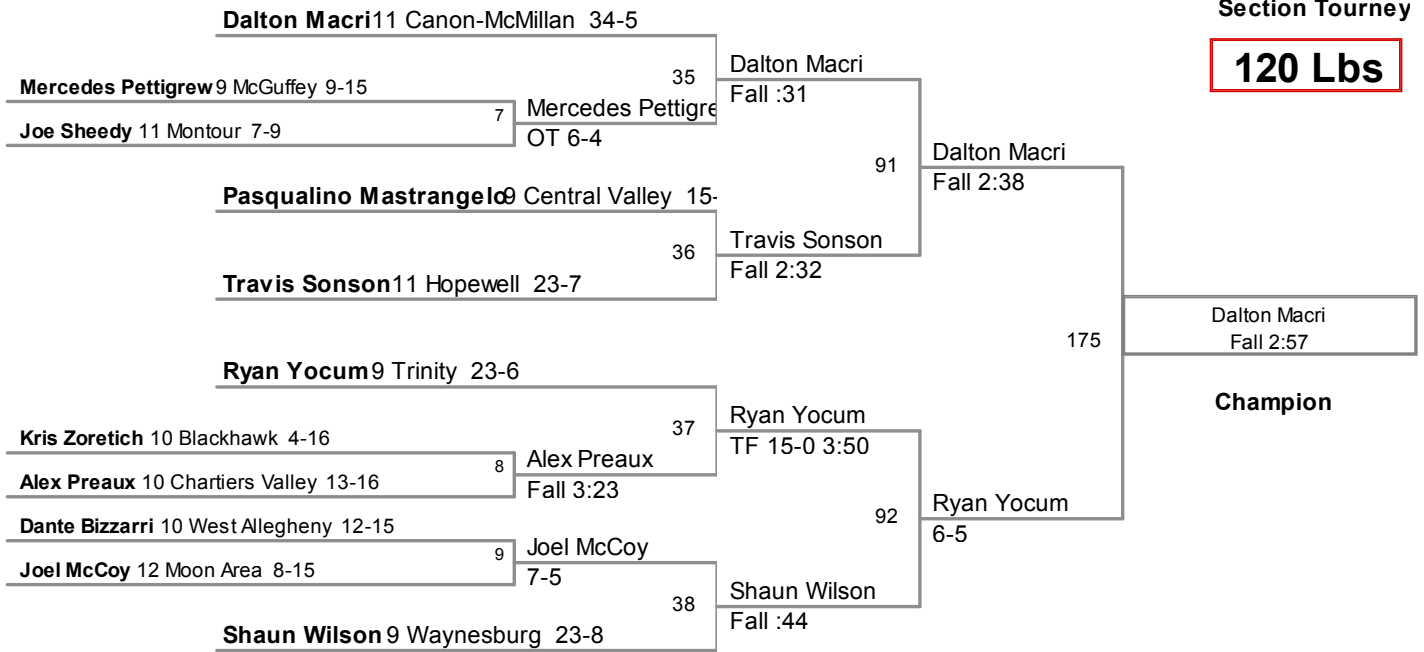 Section Tourney
120 Lbs
Dalton Macri 11 Canon-McMillan 34-5
Mercedes Pettigrew 9 McGuffey 9-15
Joe Sheedy 11 Montour 7-9
7
Mercedes Pettigre
OT 6-4
35
Dalton Macri
Fall :31
Pasqualino Mastrangelo 9 Central Valley 15-
Travis Sonson 11 Hopewell 23-7
36
Travis Sonson
Fall 2:32
91
Dalton Macri
Fall 2:38
Ryan Yocum 9 Trinity 23-6
Kris Zoretich 10 Blackhawk 4-16
Alex Preaux 10 Chartiers Valley 13-16
8
Alex Preaux
Fall 3:23
37
Ryan Yocum
TF 15-0 3:50
Dante Bizzarri 10 West Allegheny 12-15
Joel McCoy 12 Moon Area 8-15
9
Joel McCoy
7-5
Shaun Wilson 9 Waynesburg 23-8
38
Shaun Wilson
Fall :44
92
Ryan Yocum
6-5
175
Dalton Macri
Fall 2:57
Champion